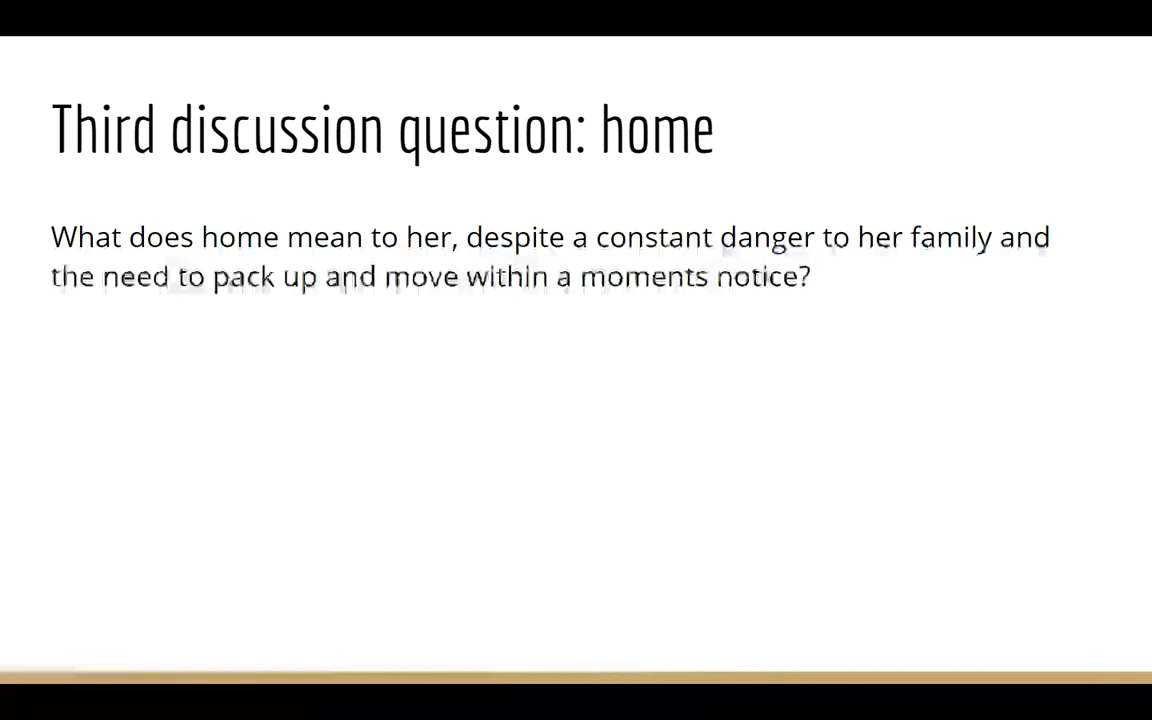 Third discussion question: home
What does home mean to her, despite a constant danger to her family and
the need to pack up and move within a moments notice?